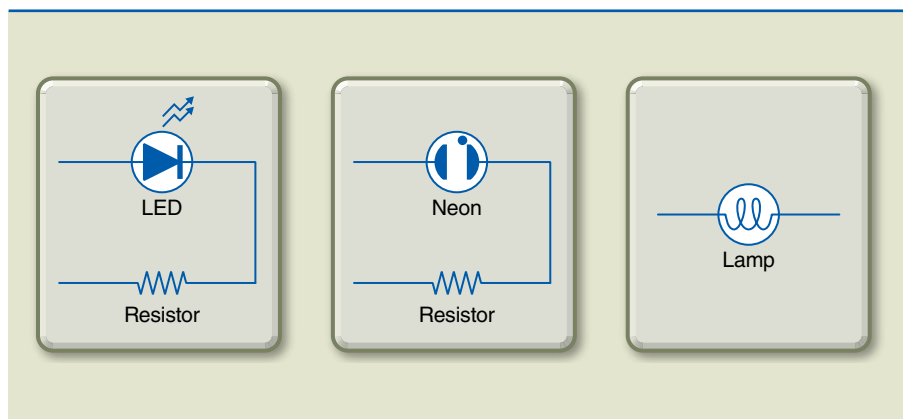 LED
Resistor
Neon
Resistor
Lamp